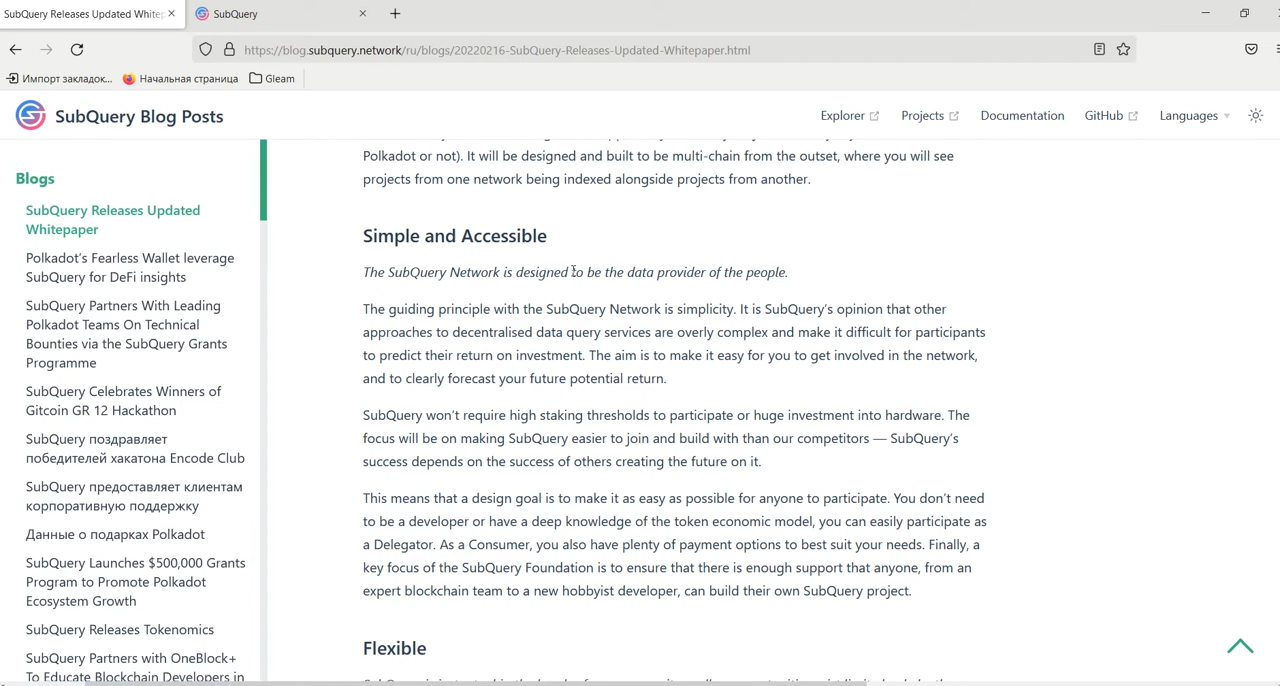 SubQuery Releases Updated Whitep
SubQuery
https://blog.subquery.network/ru/blogs/20220216-SubQuery-Releases-Updated-Whitepaper.html
Импорт закладок...
Начальная страница
Gleam
SubQuery Blog Posts
Explorer
Projects
Documentation
GitHub
Languages
Blogs
SubQuery Releases Updated
Whitepaper
Polkadot's Fearless Wallet leverage
SubQuery for DeFi insights
SubQuery Partners With Leading
Polkadot Teams On Technical
Bounties via the SubQuery Grants
Programme
SubQuery Celebrates Winners of
Gitcoin GR 12 Hackathon
SubQuery поздравляет
победителей хакатона Encode Club
SubQuery предоставляет клиентам
корпоративную поддержку
Данные о подарках Polkadot
SubQuery Launches $500,000 Grants
Program to Promote Polkadot
Ecosystem Growth
SubQuery Releases Tokenomics
SubQuery Partners with OneBlock+
To Educate Blockchain Developers in
Polkadot or not). It will be designed and built to be multi-chain from the outset, where you will see
projects from one network being indexed alongside projects from another.
Simple and Accessible
The SubQuery Network is designed to be the data provider of the people.
The guiding principle with the SubQuery Network is simplicity. It is SubQuery's opinion that other
approaches to decentralised data query services are overly complex and make it difficult for participants
to predict their return on investment. The aim is to make it easy for you to get involved in the network,
and to clearly forecast your future potential return.
SubQuery won't require high staking thresholds to participate or huge investment into hardware. The
focus will be on making SubQuery easier to join and build with than our competitors — SubQuery's
success depends on the success of others creating the future on it.
This means that a design goal is to make it as easy as possible for anyone to participate. You don't need
to be a developer or have a deep knowledge of the token economic model, you can easily participate as
a Delegator. As a Consumer, you also have plenty of payment options to best suit your needs. Finally, a
key focus of the SubQuery Foundation is to ensure that there is enough support that anyone, from an
expert blockchain team to a new hobbyist developer, can build their own SubQuery project.
Flexible